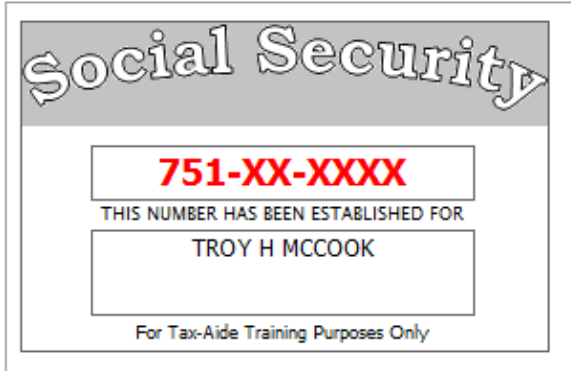 Social Security
751-XX-XXXX
THIS NUMBER HAS BEEN ESTABLISHED FOR
TROY H MCCOOK
For Tax-Aide Training Purposes Only